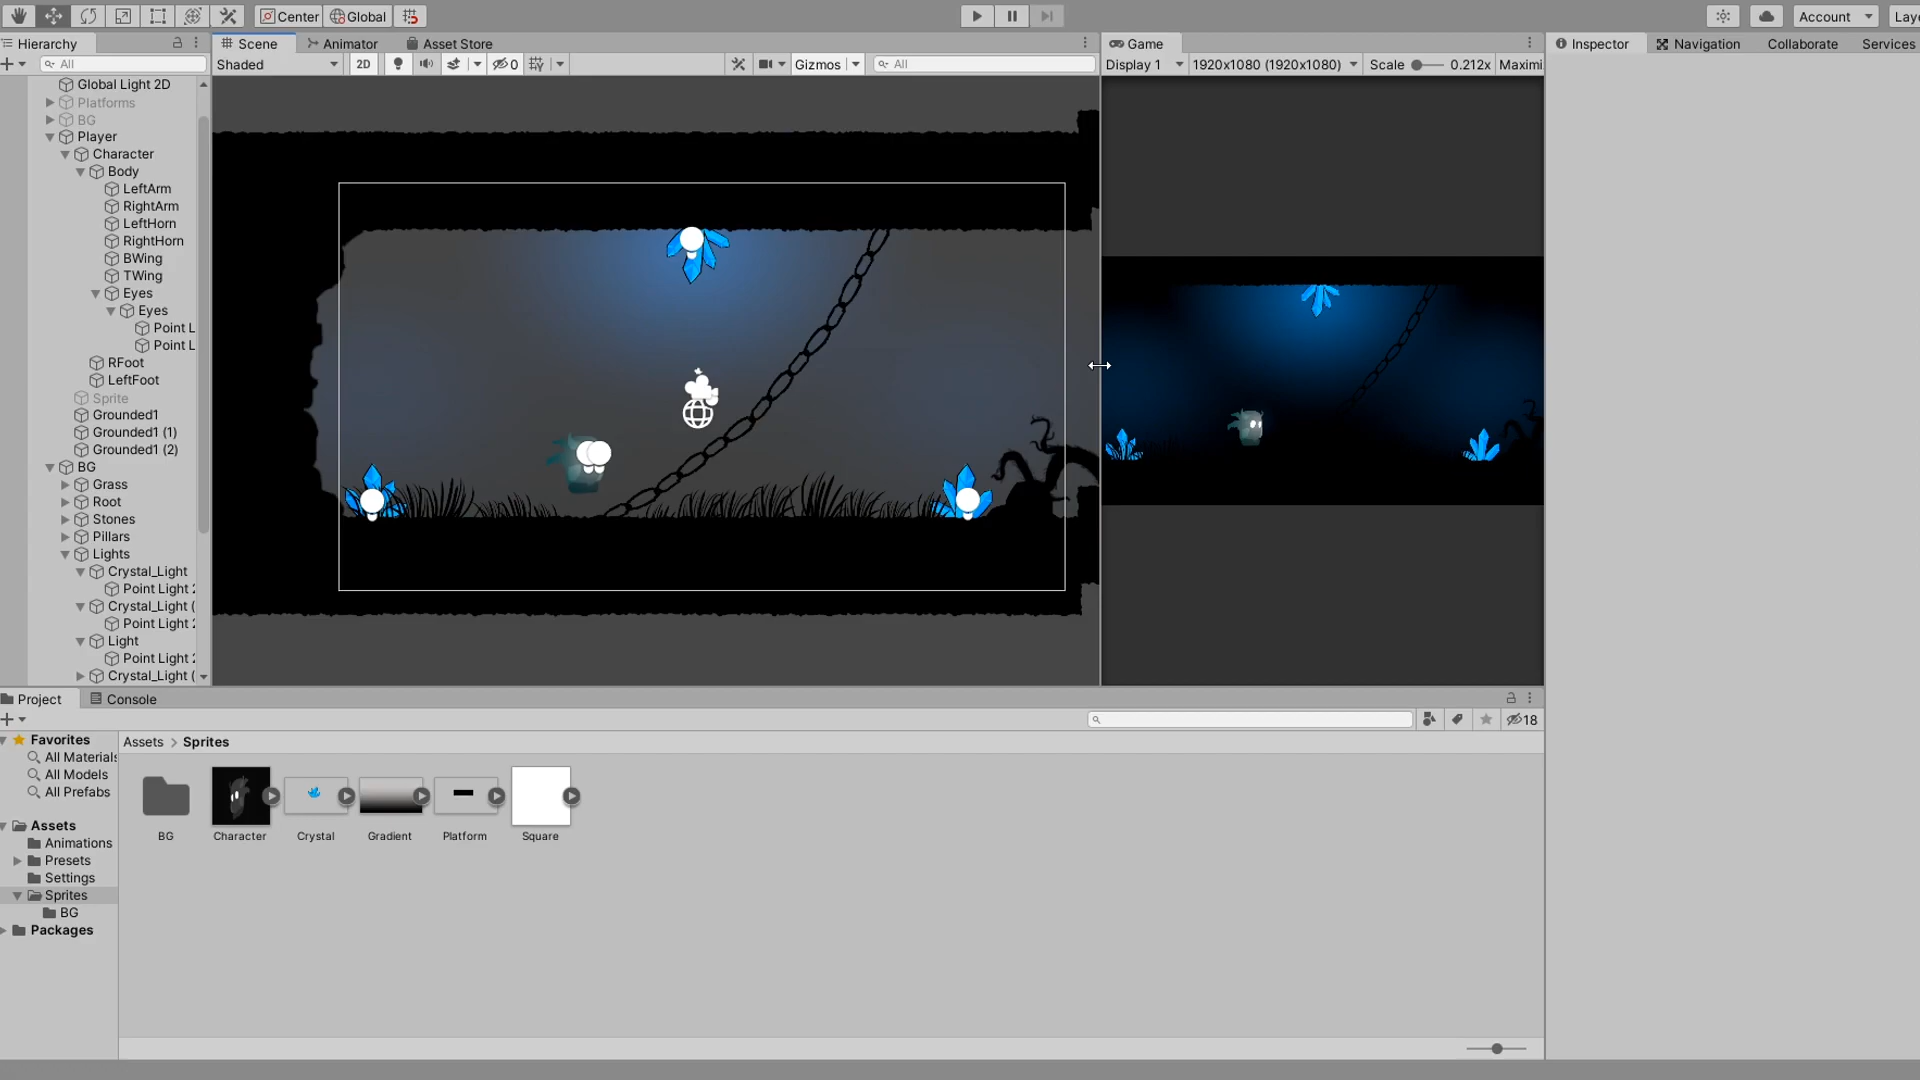 Center Global Account Laye
Hierarchy Scene Animator Asset Store Game Inspector Navigation Collaborate Services
All Shaded 2D 0 Gizmos All Display 1 1920x1080 (1920x1080) Scale 0.212x Maximi
Global Light 2D
Platforms
BG
Player
Character
Body
LeftArm
RightArm
LeftHorn
RightHorn
BWing
TWing
Eyes
Eyes
Point L
Point L
RFoot
LeftFoot
Sprite
Grounded1
Grounded1 (1)
Grounded1 (2)
BG
Grass
Root
Stones
Pillars
Lights
Crystal_Light
Point Light 2
Crystal_Light (
Point Light 2
Light
Point Light 2
Crystal_Light (
Project Console
18
Favorites
All Materials
All Models
All Prefabs
Assets
Animations
Presets
Settings
Sprites
BG
Packages
Assets > Sprites
BG Character Crystal Gradient Platform Square